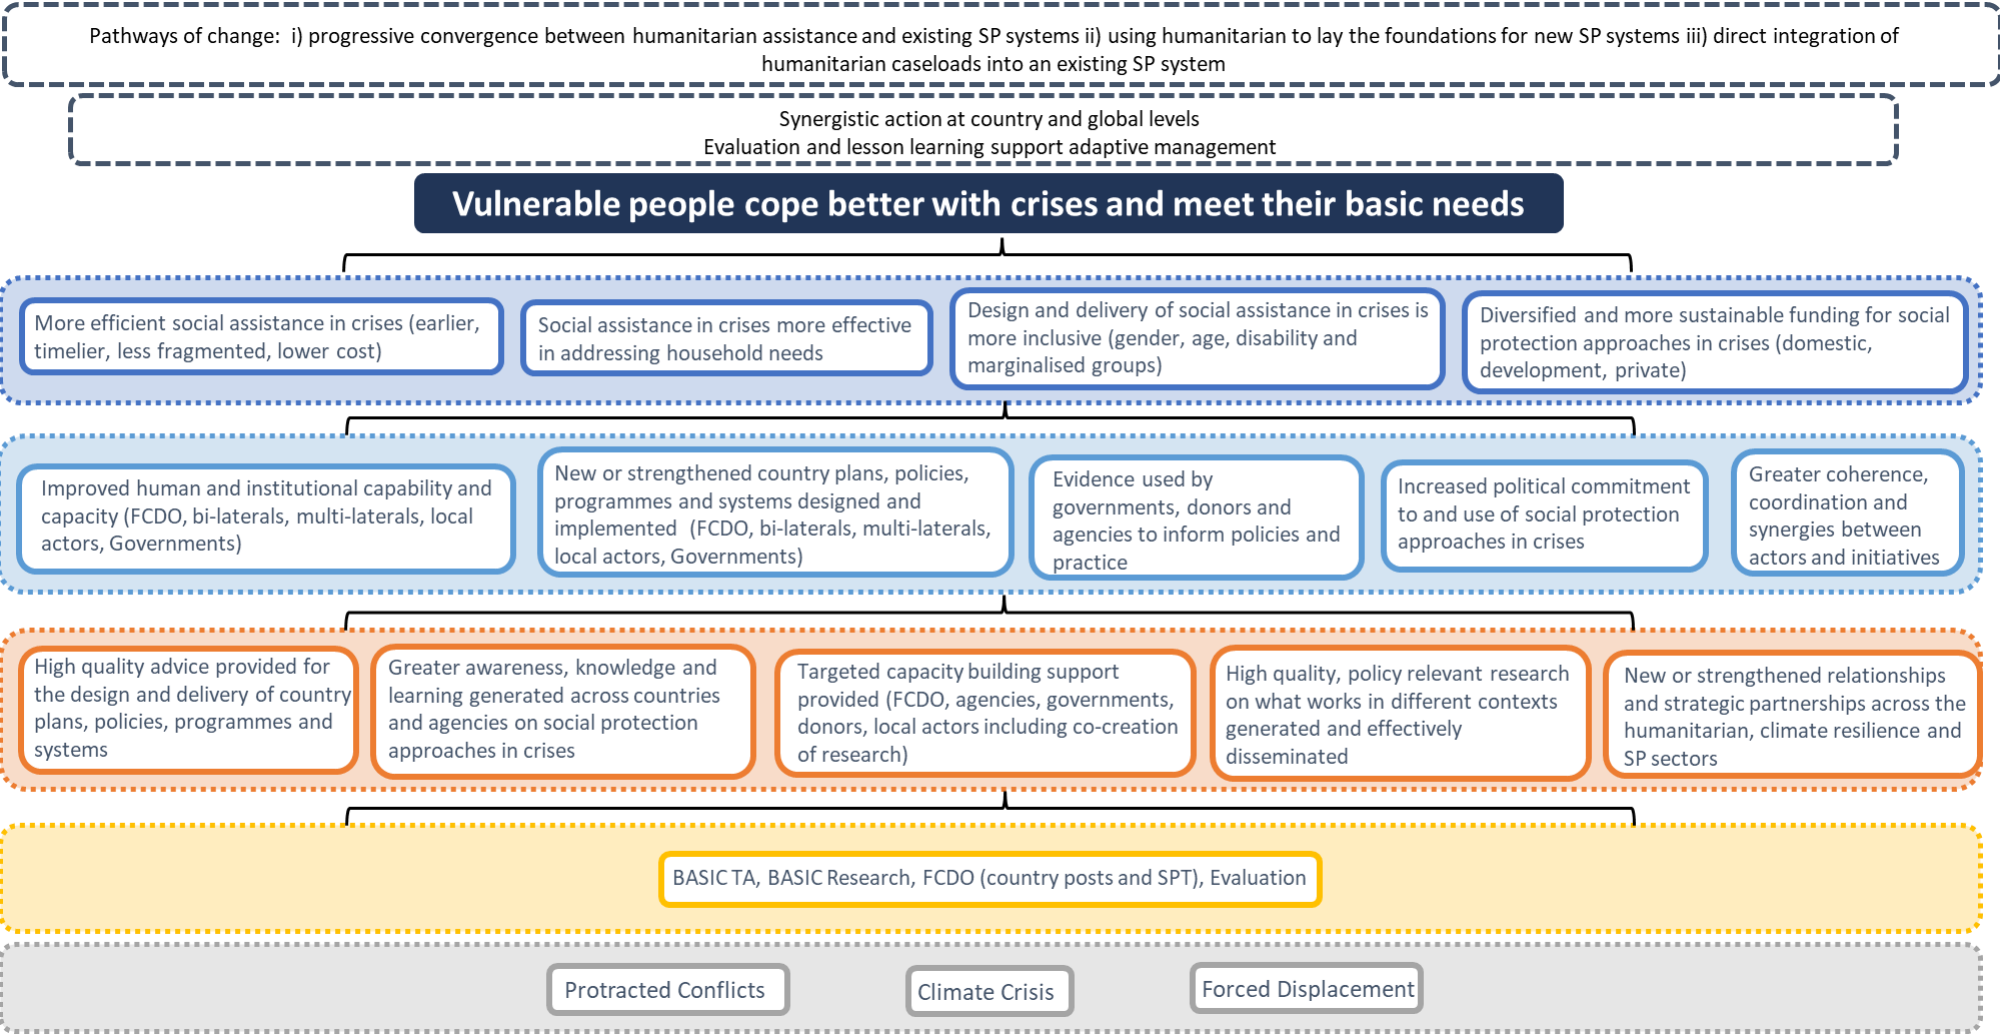 Pathways of change:  i) progressive convergence between humanitarian assistance and existing SP systems ii) using humanitarian to lay the foundations for new SP systems iii) direct integration of
humanitarian caseloads into an existing SP system
Synergistic action at country and global levels
Evaluation and lesson learning support adaptive management
Vulnerable people cope better with crises and meet their basic needs
More efficient social assistance in crises (earlier,
timelier, less fragmented, lower cost)
Social assistance in crises more effective
in addressing household needs
Design and delivery of social assistance in crises is
more inclusive (gender, age, disability and
marginalised groups)
Diversified and more sustainable funding for social
protection approaches in crises (domestic,
development, private)
Improved human and institutional capability and
capacity (FCDO, bi-laterals, multi-laterals, local
actors, Governments)
New or strengthened country plans, policies,
programmes and systems designed and
implemented  (FCDO, bi-laterals, multi-laterals,
local actors, Governments)
Evidence used by
governments, donors and
agencies to inform policies and
practice
Increased political commitment
to and use of social protection
approaches in crises
Greater coherence,
coordination and
synergies between
actors and initiatives
High quality advice provided for
the design and delivery of country
plans, policies, programmes and
systems
Greater awareness, knowledge and
learning generated across countries
and agencies on social protection
approaches in crises
Targeted capacity building support
provided (FCDO, agencies, governments,
donors, local actors including co-creation
of research)
High quality, policy relevant research
on what works in different contexts
generated and effectively
disseminated
New or strengthened relationships
and strategic partnerships across the
humanitarian, climate resilience and
SP sectors
BASIC TA, BASIC Research, FCDO (country posts and SPT), Evaluation
Protracted Conflicts
Climate Crisis
Forced Displacement